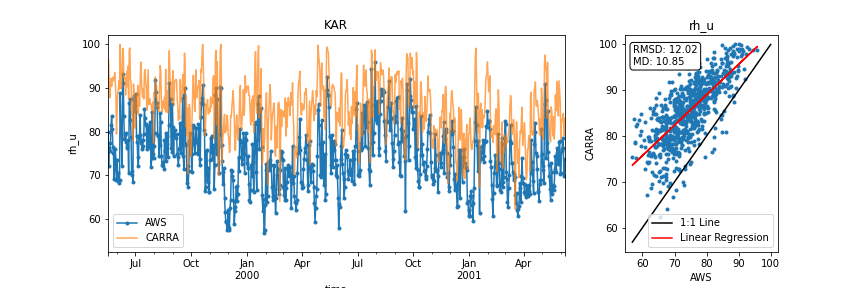 KAR
rh_u
100
90
80
70
60
AWS
CARRA
Jul
Oct
Jan
2000
Apr
Jul
Oct
Jan
2001
Apr
time
rh_u
RMSD: 12.02
MD: 10.85
CARRA
100
90
80
70
60
1:1 Line
Linear Regression
60 70 80 90 100
AWS